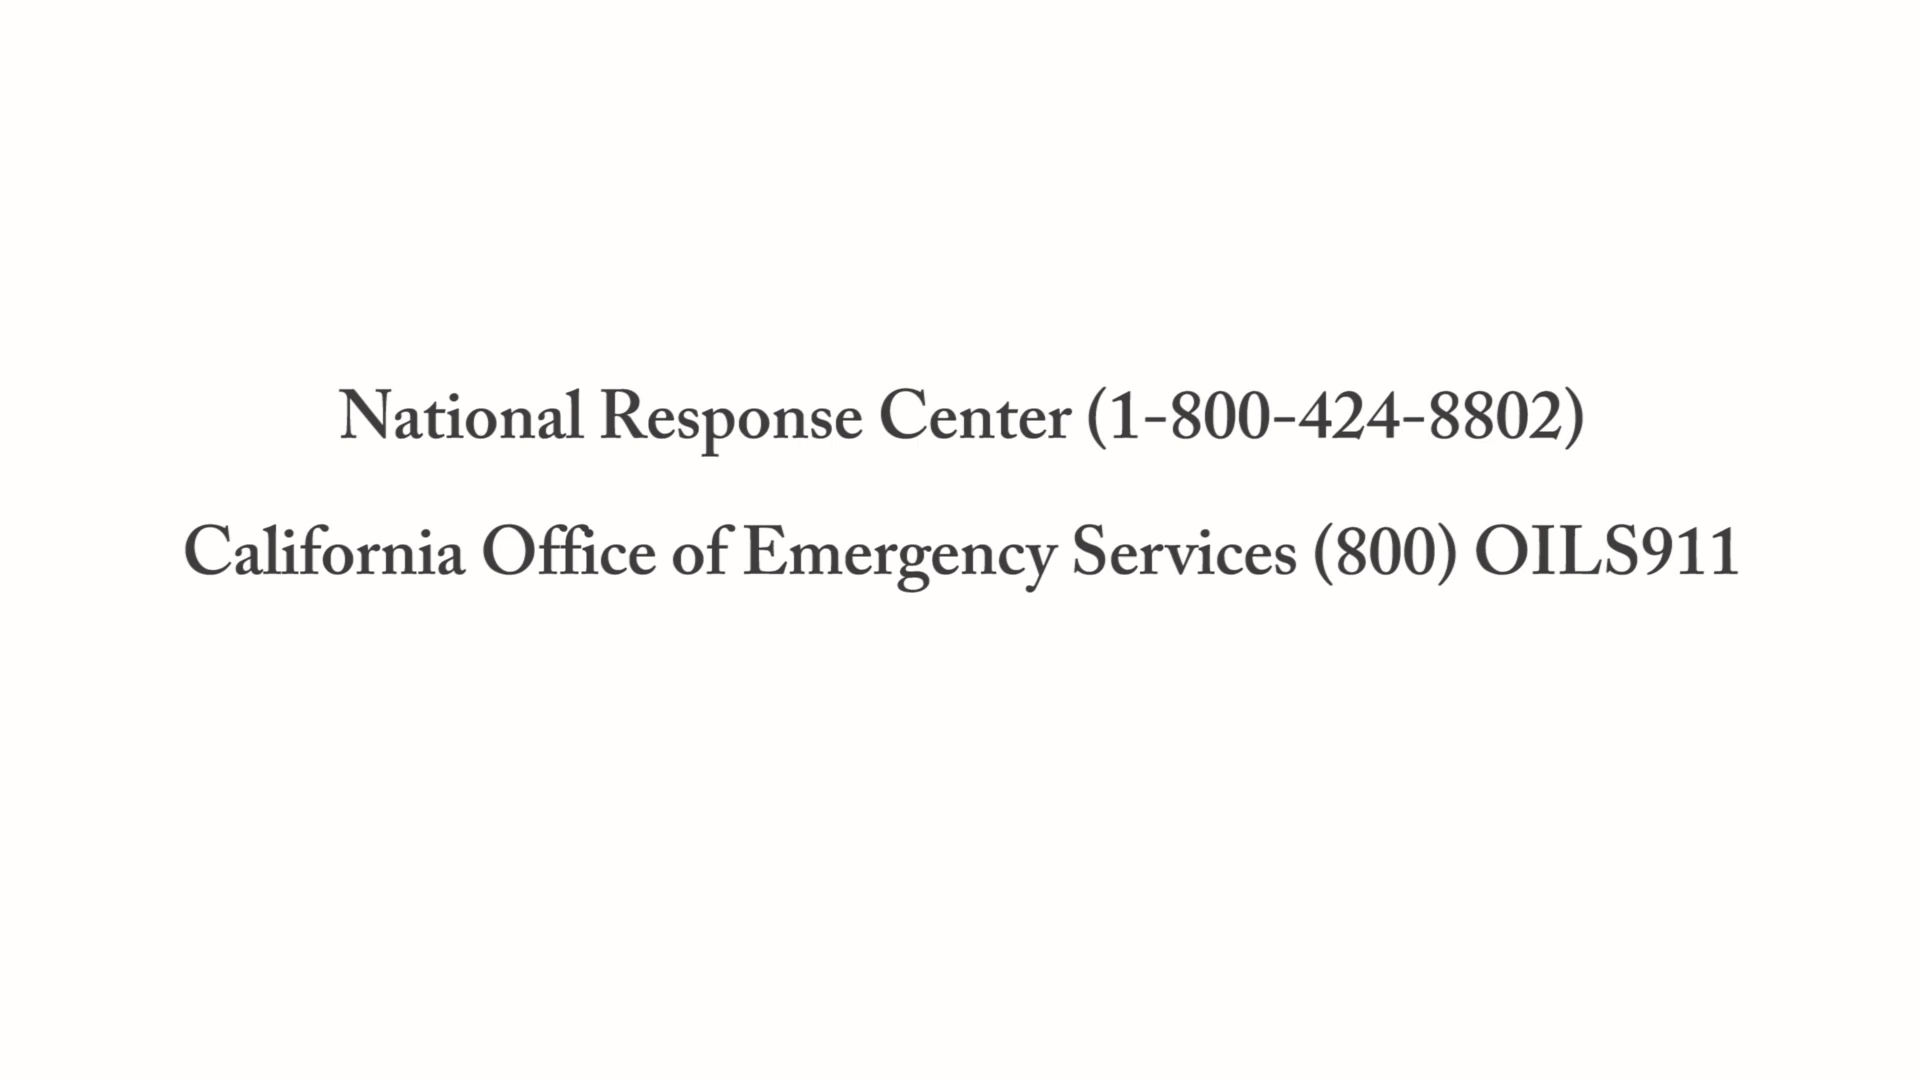 National Response Center (1-800-424-8802)
California Office of Emergency Services (800) OILS911